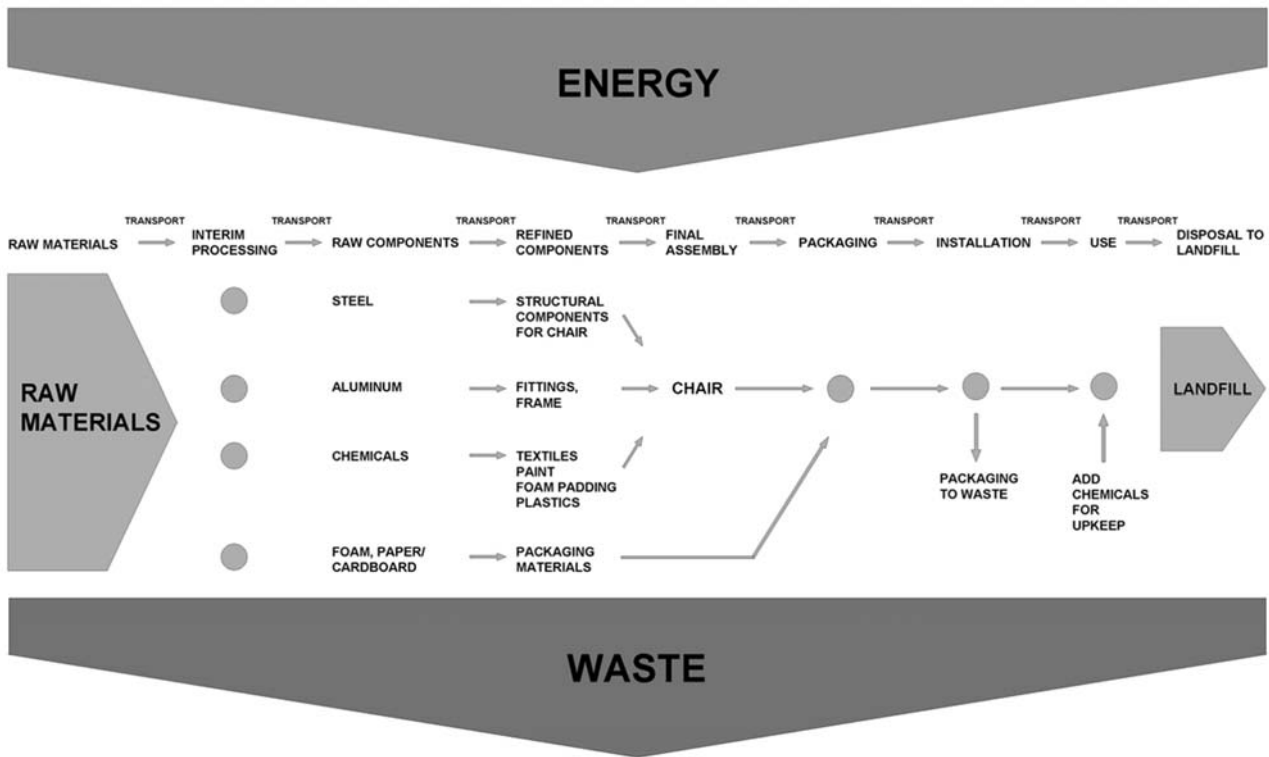 ENERGY
TRANSPORT TRANSPORT TRANSPORT TRANSPORT TRANSPORT TRANSPORT TRANSPORT TRANSPORT
RAW MATERIALS
INTERIM
PROCESSING
RAW COMPONENTS
REFINED
COMPONENTS
FINAL
ASSEMBLY
PACKAGING
INSTALLATION
USE
DISPOSAL TO
LANDFILL
RAW
MATERIALS
STEEL
STRUCTURAL
COMPONENTS
FOR CHAIR
ALUMINUM
FITTINGS,
FRAME
CHAIR
LANDFILL
CHEMICALS
TEXTILES
PAINT
FOAM PADDING
PLASTICS
PACKAGING
TO WASTE
ADD
CHEMICALS
FOR
UPKEEP
FOAM, PAPER/
CARDBOARD
PACKAGING
MATERIALS
WASTE